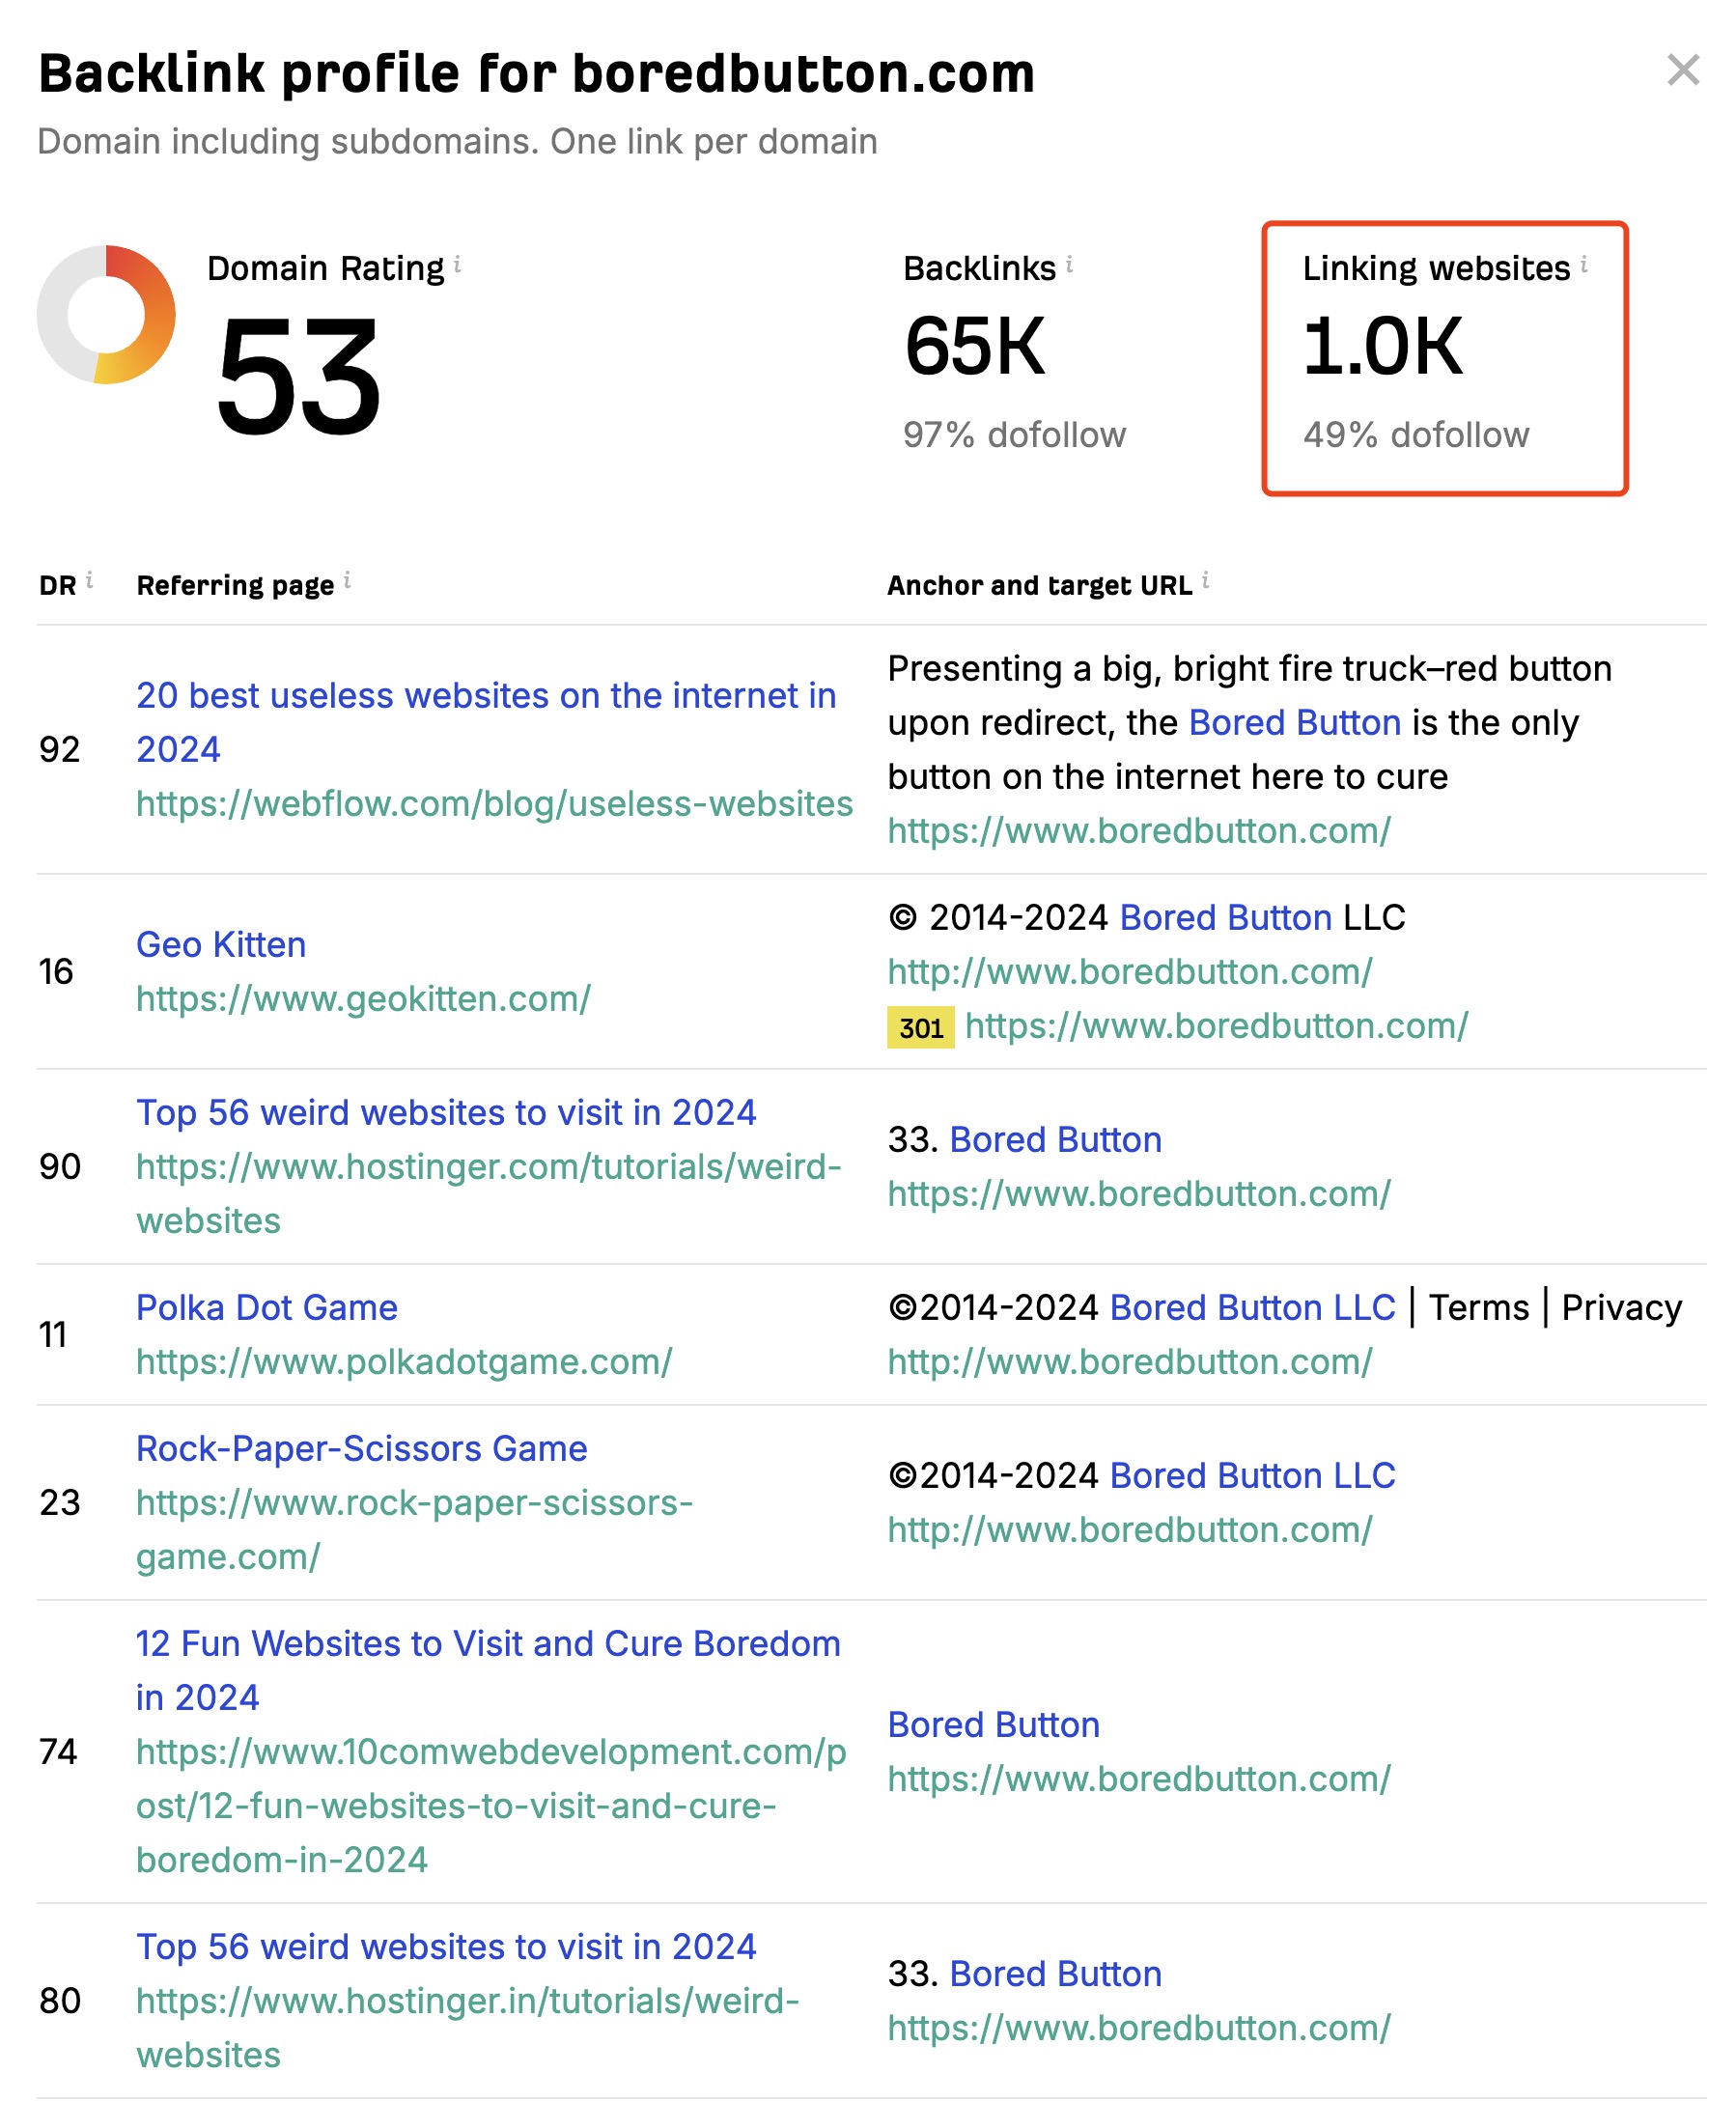 Backlink profile for boredbutton.com
Domain including subdomains. One link per domain
Domain Rating i
53
Backlinks i
65K
97% dofollow
Linking websites i
1.0K
49% dofollow
DR i Referring page i Anchor and target URL i
92
20 best useless websites on the internet in
2024
https://webflow.com/blog/useless-websites
Presenting a big, bright fire truck–red button
upon redirect, the Bored Button is the only
button on the internet here to cure
https://www.boredbutton.com/
16
Geo Kitten
https://www.geokitten.com/
© 2014-2024 Bored Button LLC
http://www.boredbutton.com/
301 https://www.boredbutton.com/
90
Top 56 weird websites to visit in 2024
https://www.hostinger.com/tutorials/weird-
websites
33. Bored Button
https://www.boredbutton.com/
11
Polka Dot Game
https://www.polkadotgame.com/
©2014-2024 Bored Button LLC | Terms | Privacy
http://www.boredbutton.com/
23
Rock-Paper-Scissors Game
https://www.rock-paper-scissors-
game.com/
©2014-2024 Bored Button LLC
http://www.boredbutton.com/
74
12 Fun Websites to Visit and Cure Boredom
in 2024
https://www.10comwebdevelopment.com/p
ost/12-fun-websites-to-visit-and-cure-
boredom-in-2024
Bored Button
https://www.boredbutton.com/
80
Top 56 weird websites to visit in 2024
https://www.hostinger.in/tutorials/weird-
websites
33. Bored Button
https://www.boredbutton.com/